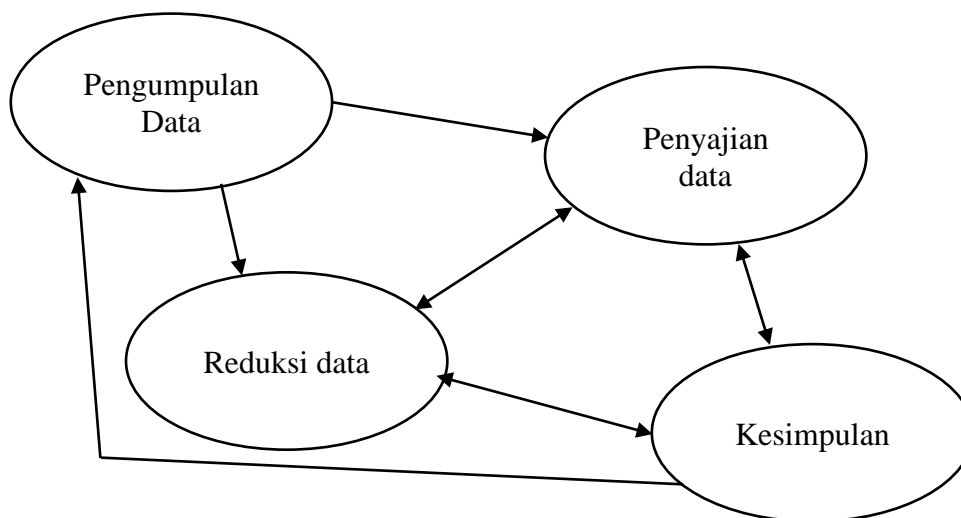 Pengumpulan
Data
Penyajian
data
Reduksi data
Kesimpulan